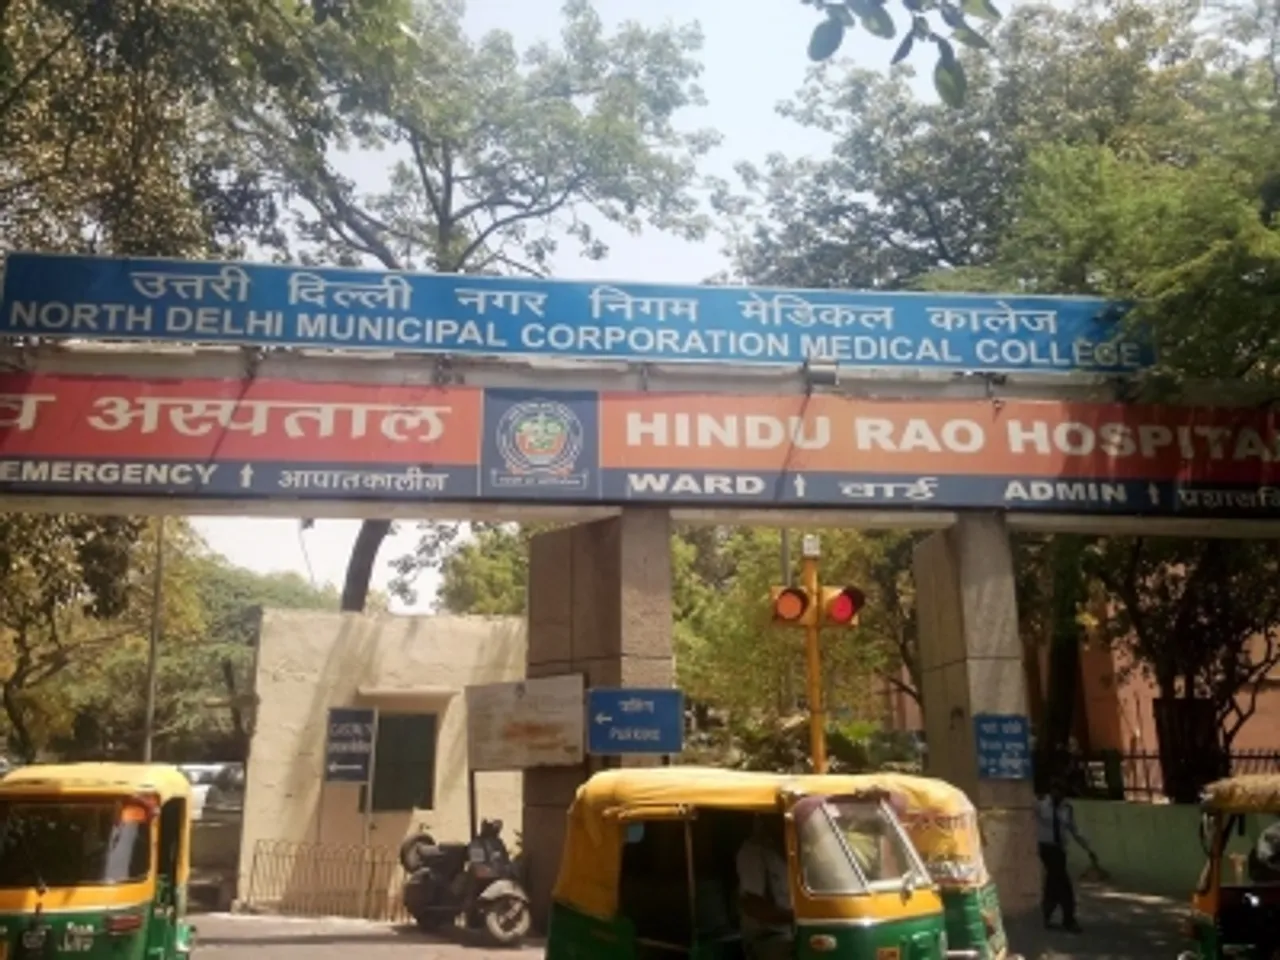 उत्तरी दिल्ली नगर निगम मेडिकल कालेज
NORTH DELHI MUNICIPAL CORPORATION MEDICAL COLLEGE
व अस्पताल HINDU RAO HOSPITA
EMERGENCY ↑ आपातकालीन WARD ↑ वार्ड ADMIN ↑
पार्किंग
←
PARKING